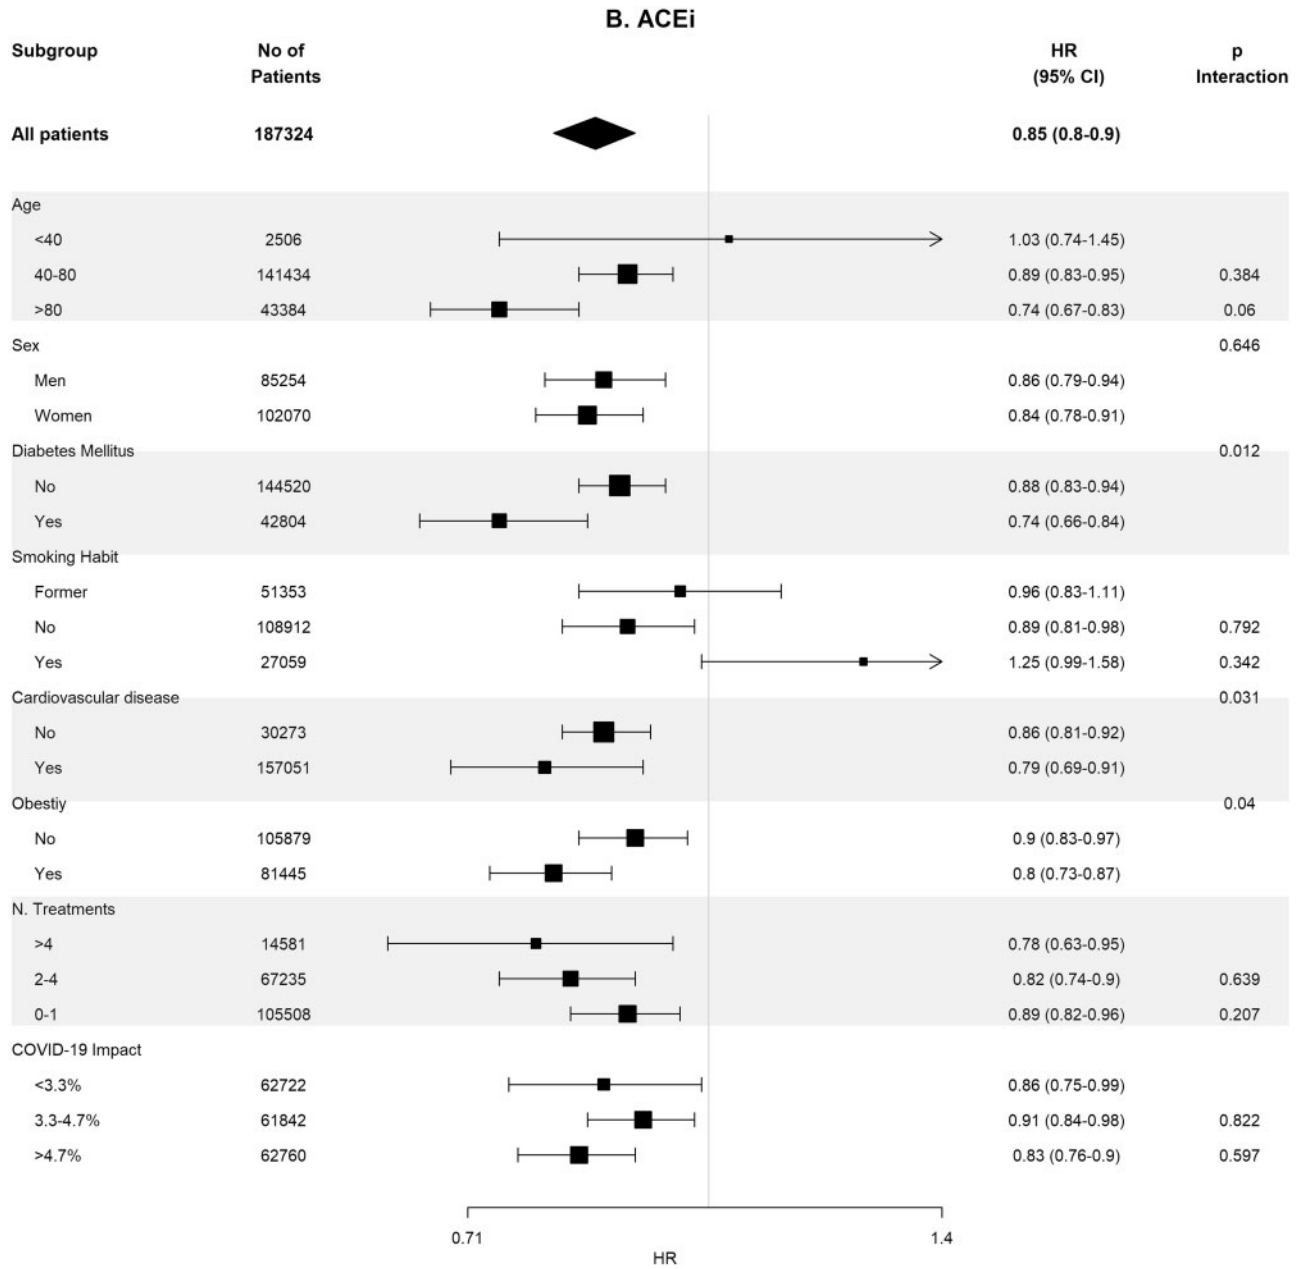 B. ACEi
Subgroup No of Patients HR (95% CI) p Interaction
All patients 187324 0.85 (0.8-0.9)
Age
<40 2506 1.03 (0.74-1.45)
40-80 141434 0.89 (0.83-0.95) 0.384
>80 43384 0.74 (0.67-0.83) 0.06
Sex 0.646
Men 85254 0.86 (0.79-0.94)
Women 102070 0.84 (0.78-0.91)
Diabetes Mellitus 0.012
No 144520 0.88 (0.83-0.94)
Yes 42804 0.74 (0.66-0.84)
Smoking Habit
Former 51353 0.96 (0.83-1.11)
No 108912 0.89 (0.81-0.98) 0.792
Yes 27059 1.25 (0.99-1.58) 0.342
Cardiovascular disease 0.031
No 30273 0.86 (0.81-0.92)
Yes 157051 0.79 (0.69-0.91)
Obestiy 0.04
No 105879 0.9 (0.83-0.97)
Yes 81445 0.8 (0.73-0.87)
N. Treatments
>4 14581 0.78 (0.63-0.95)
2-4 67235 0.82 (0.74-0.9) 0.639
0-1 105508 0.89 (0.82-0.96) 0.207
COVID-19 Impact
<3.3% 62722 0.86 (0.75-0.99)
3.3-4.7% 61842 0.91 (0.84-0.98) 0.822
>4.7% 62760 0.83 (0.76-0.9) 0.597
0.71 1.4
HR